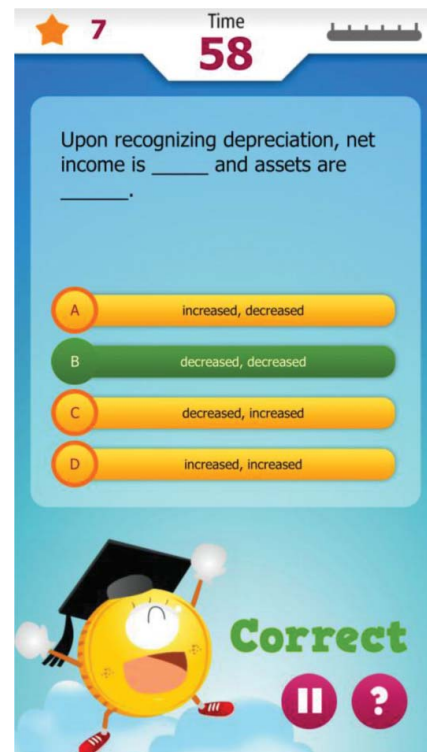 7
Time
58
Upon recognizing depreciation, net
income is ______ and assets are
_______.
A increased, decreased
B decreased, decreased
C decreased, increased
D increased, increased
Correct
?